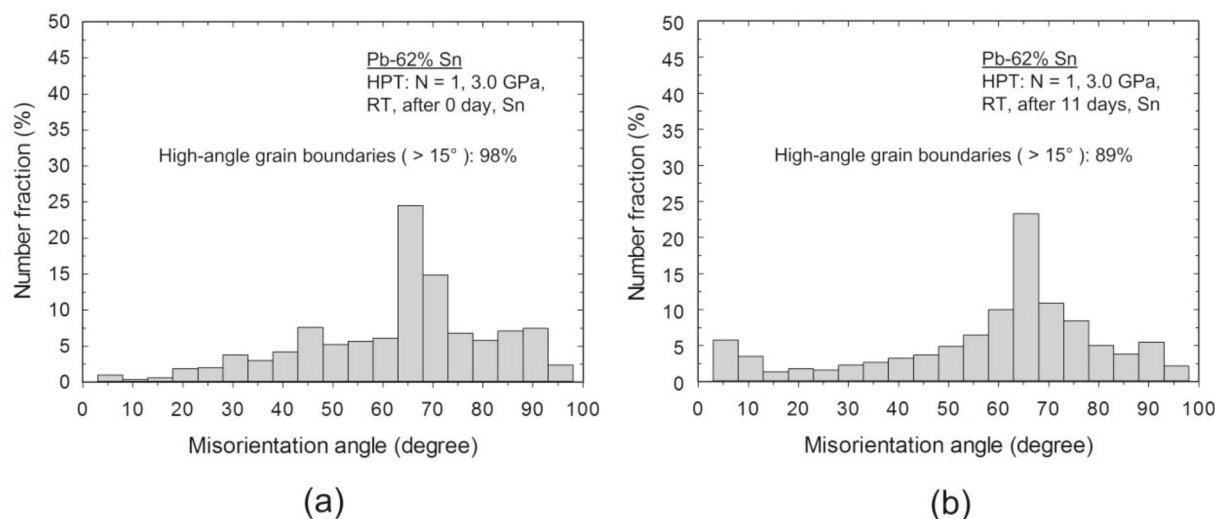 50
45
40
35
30
25
20
15
10
5
0
Number fraction (%)
Pb-62% Sn
HPT: N = 1, 3.0 GPa,
RT, after 0 day, Sn
High-angle grain boundaries ( > 15° ): 98%
0 10 20 30 40 50 60 70 80 90 100
Misorientation angle (degree)
(a)
50
45
40
35
30
25
20
15
10
5
0
Number fraction (%)
Pb-62% Sn
HPT: N = 1, 3.0 GPa,
RT, after 11 days, Sn
High-angle grain boundaries ( > 15° ): 89%
0 10 20 30 40 50 60 70 80 90 100
Misorientation angle (degree)
(b)